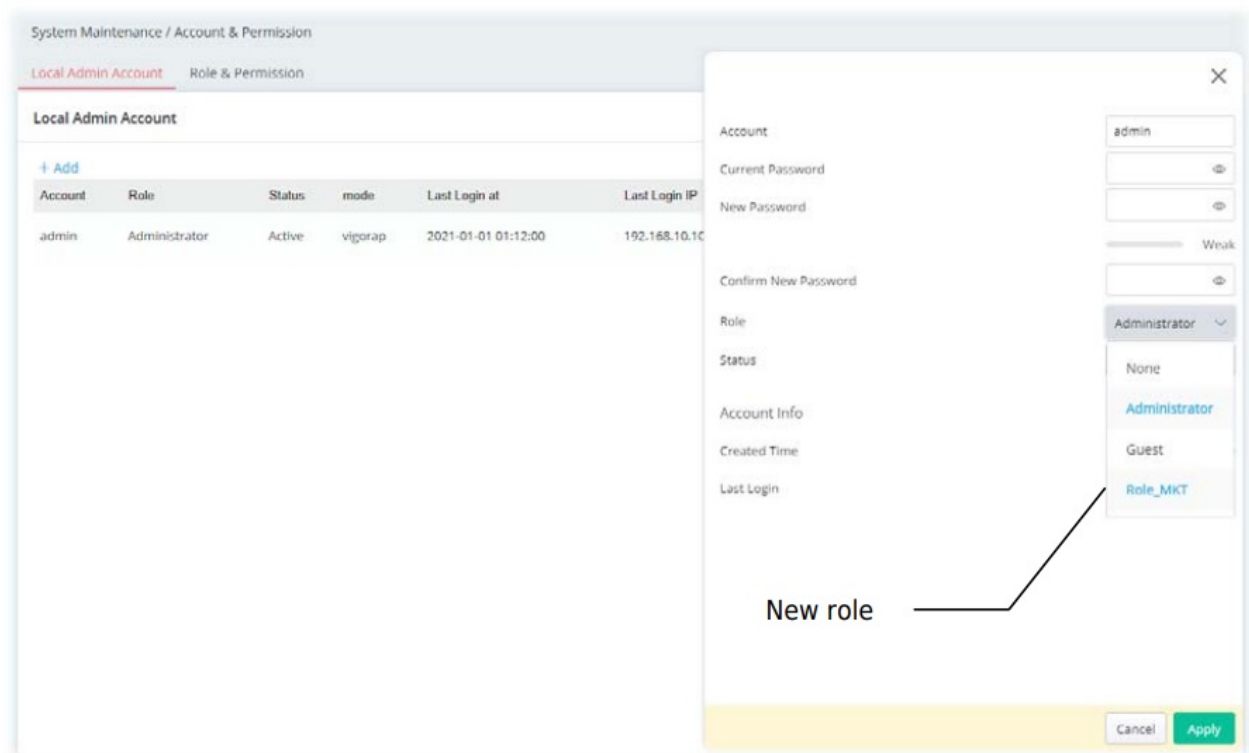 System Maintenance / Account & Permission
Local Admin Account Role & Permission
Local Admin Account
+ Add
Account Role Status mode Last Login at Last Login IP
admin Administrator Active vigorap 2021-01-01 01:12:00 192.168.10.10
Account admin
Current Password
New Password
Weak
Confirm New Password
Role Administrator
Status
None
Administrator
Guest
Role_MKT
Account Info
Created Time
Last Login
New role
Cancel Apply